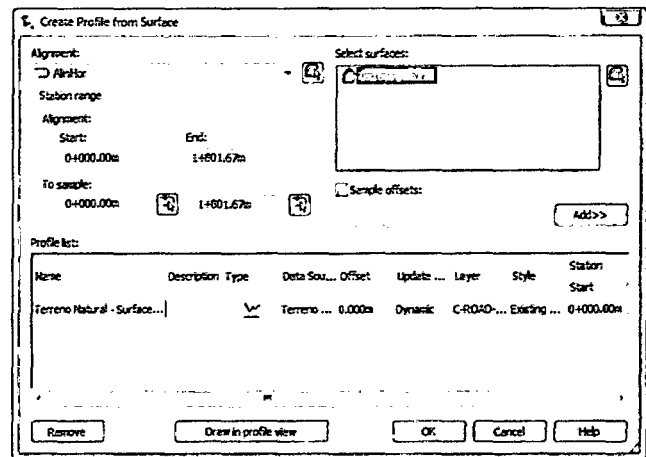 Create Profile from Surface
Alignment:
AlinHor
Select surfaces:
Station range
Alignment:
Start:
End:
0+000.00m
1+601.67m
To sample:
0+000.00m
1+601.67m
Sample offsets:
Add>>
Profile list:
Name
Description
Type
Data Sou...
Offset
Update ...
Layer
Style
Station
Start
Terreno Natural - Surface...
Terreno ...
0.000m
Dynamic
C-ROAD-...
Existing ...
0+000.00m
Remove
Draw in profile view
OK
Cancel
Help